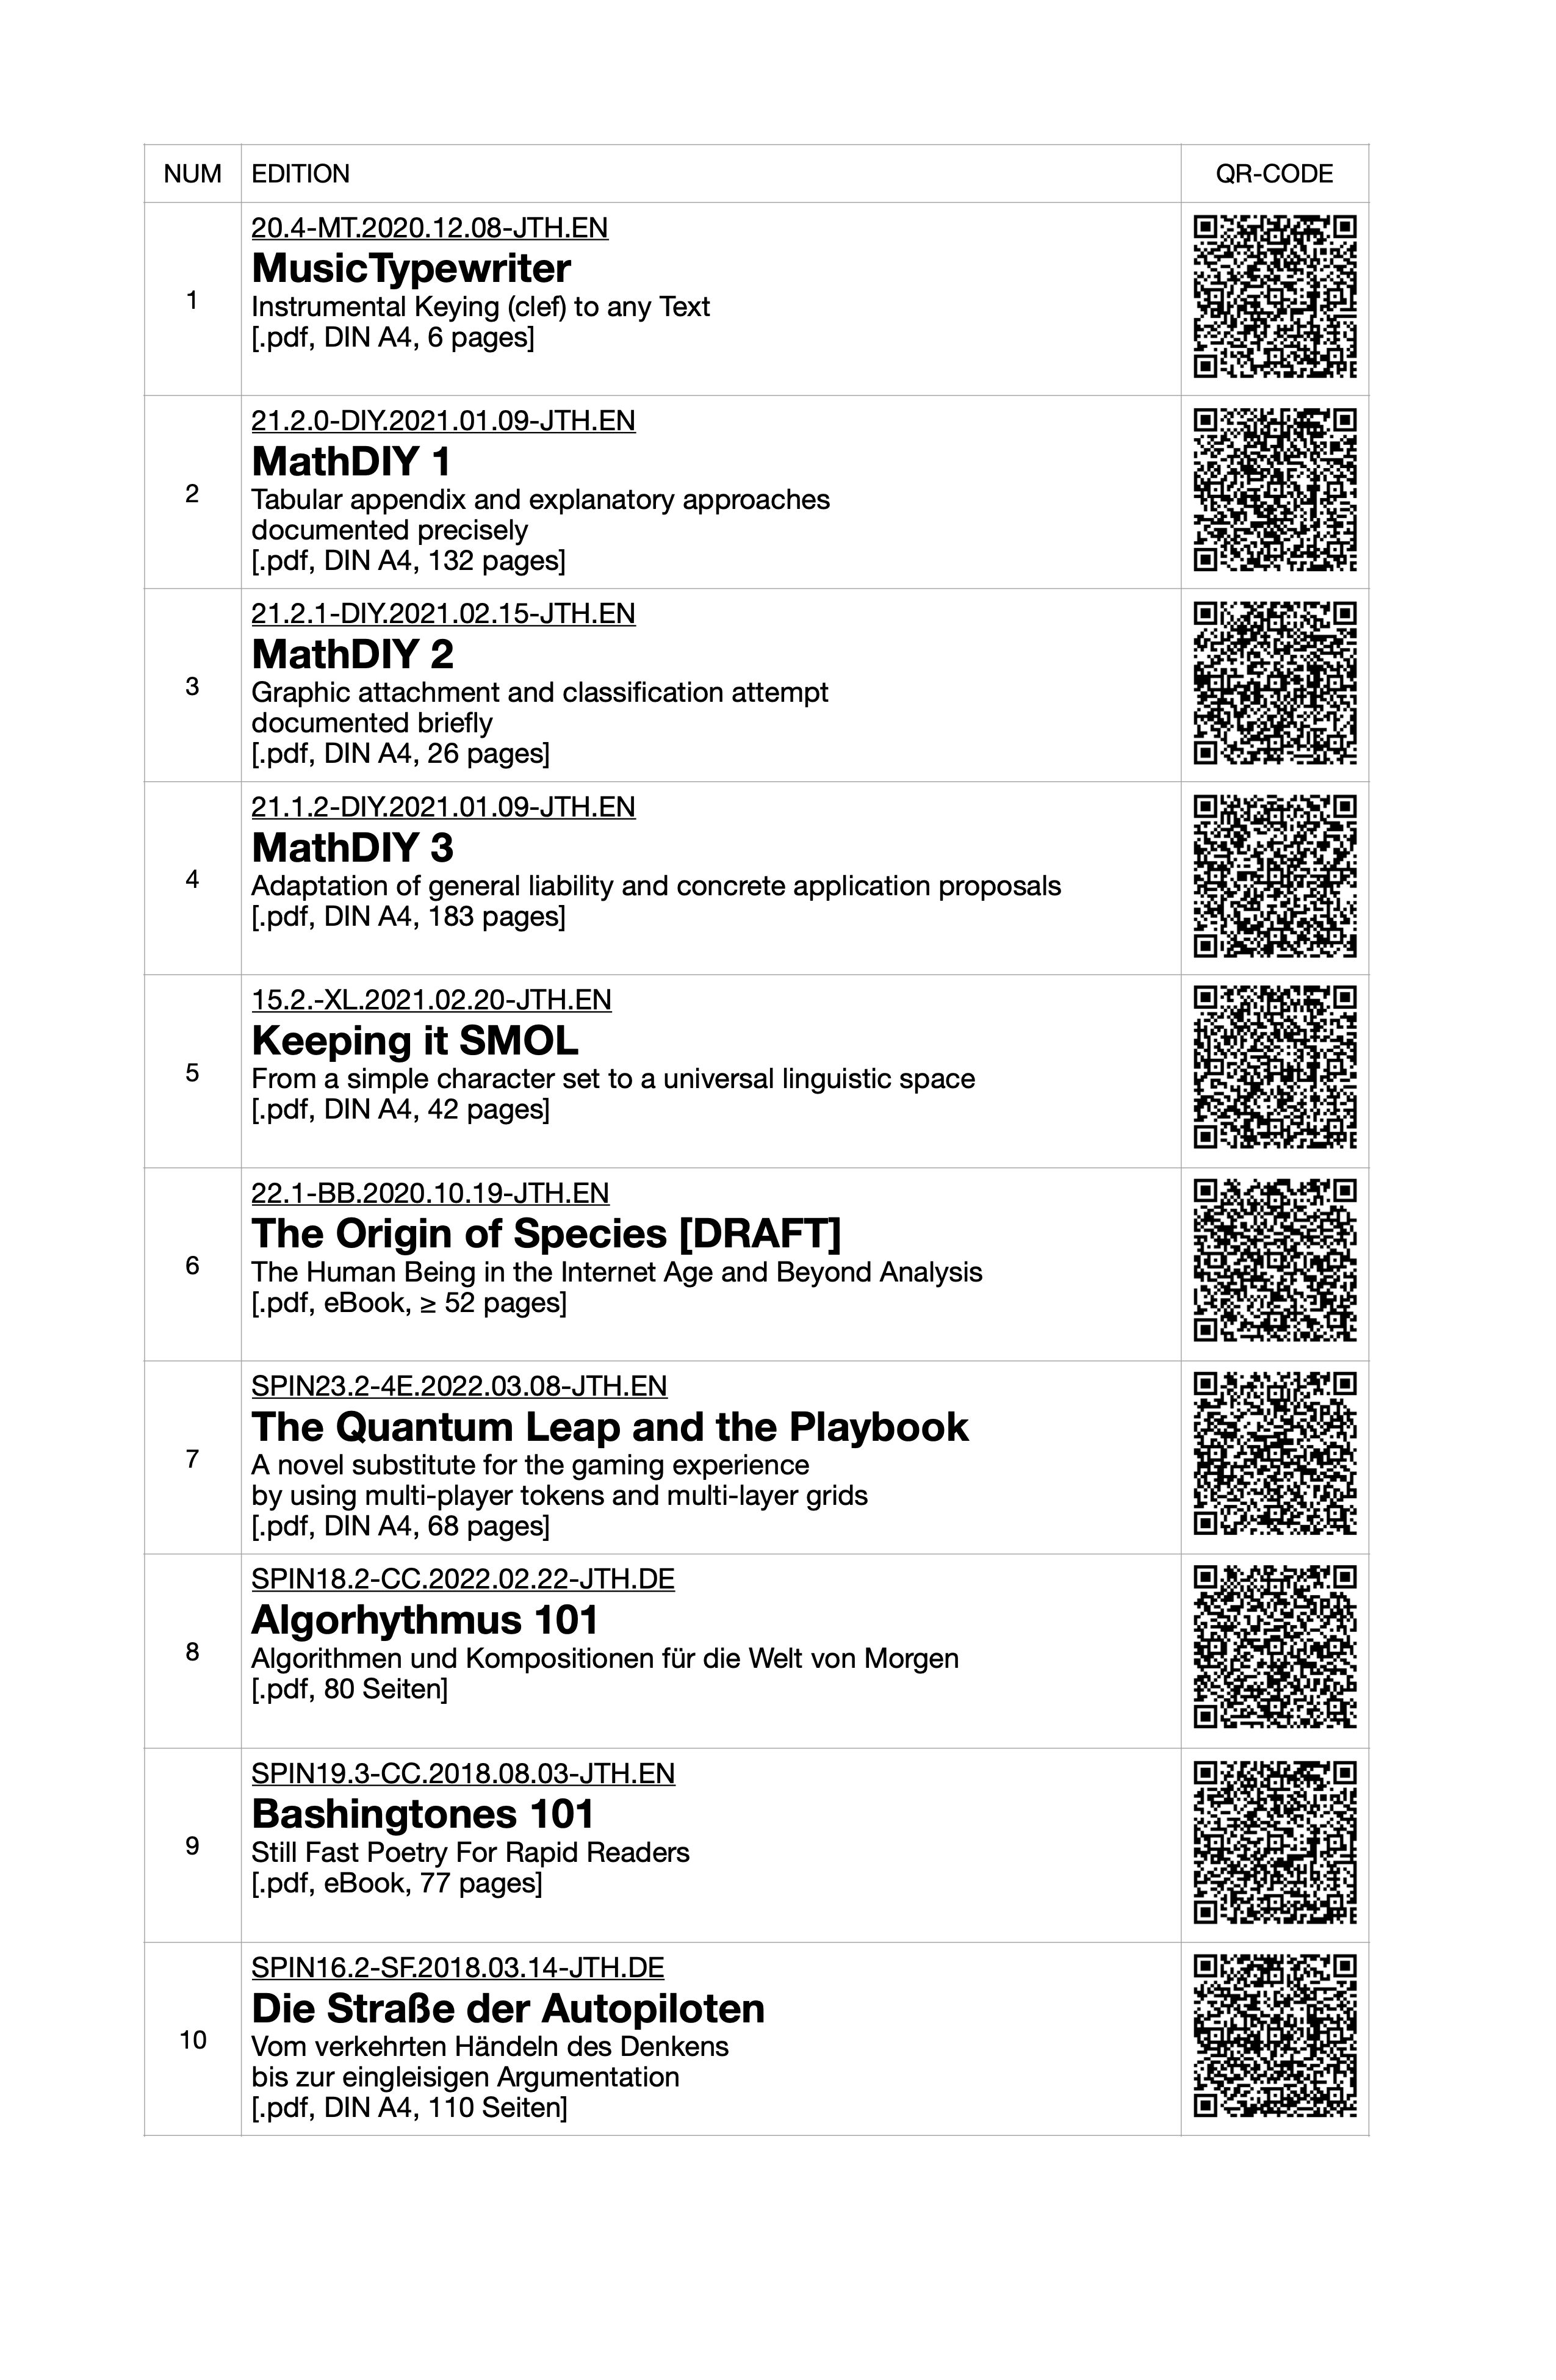 NUM EDITION QR-CODE
20.4-MT.2020.12.08-JTH.EN
MusicTypewriter
1
Instrumental Keying (clef) to any Text
[.pdf, DIN A4, 6 pages]
21.2.0-DIY.2021.01.09-JTH.EN
MathDIY 1
2
Tabular appendix and explanatory approaches
documented precisely
[.pdf, DIN A4, 132 pages]
21.2.1-DIY.2021.02.15-JTH.EN
MathDIY 2
3
Graphic attachment and classification attempt
documented briefly
[.pdf, DIN A4, 26 pages]
21.1.2-DIY.2021.01.09-JTH.EN
MathDIY 3
4
Adaptation of general liability and concrete application proposals
[.pdf, DIN A4, 183 pages]
15.2.-XL.2021.02.20-JTH.EN
Keeping it SMOL
5
From a simple character set to a universal linguistic space
[.pdf, DIN A4, 42 pages]
22.1-BB.2020.10.19-JTH.EN
The Origin of Species [DRAFT]
6
The Human Being in the Internet Age and Beyond Analysis
[.pdf, eBook, ≥ 52 pages]
SPIN23.2-4E.2022.03.08-JTH.EN
The Quantum Leap and the Playbook
7
A novel substitute for the gaming experience
by using multi-player tokens and multi-layer grids
[.pdf, DIN A4, 68 pages]
SPIN18.2-CC.2022.02.22-JTH.DE
Algorhythmus 101
8
Algorithmen und Kompositionen für die Welt von Morgen
[.pdf, 80 Seiten]
SPIN19.3-CC.2018.08.03-JTH.EN
Bashingtones 101
9
Still Fast Poetry For Rapid Readers
[.pdf, eBook, 77 pages]
SPIN16.2-SF.2018.03.14-JTH.DE
Die Straße der Autopiloten
10
Vom verkehrten Händeln des Denkens
bis zur eingleisigen Argumentation
[.pdf, DIN A4, 110 Seiten]